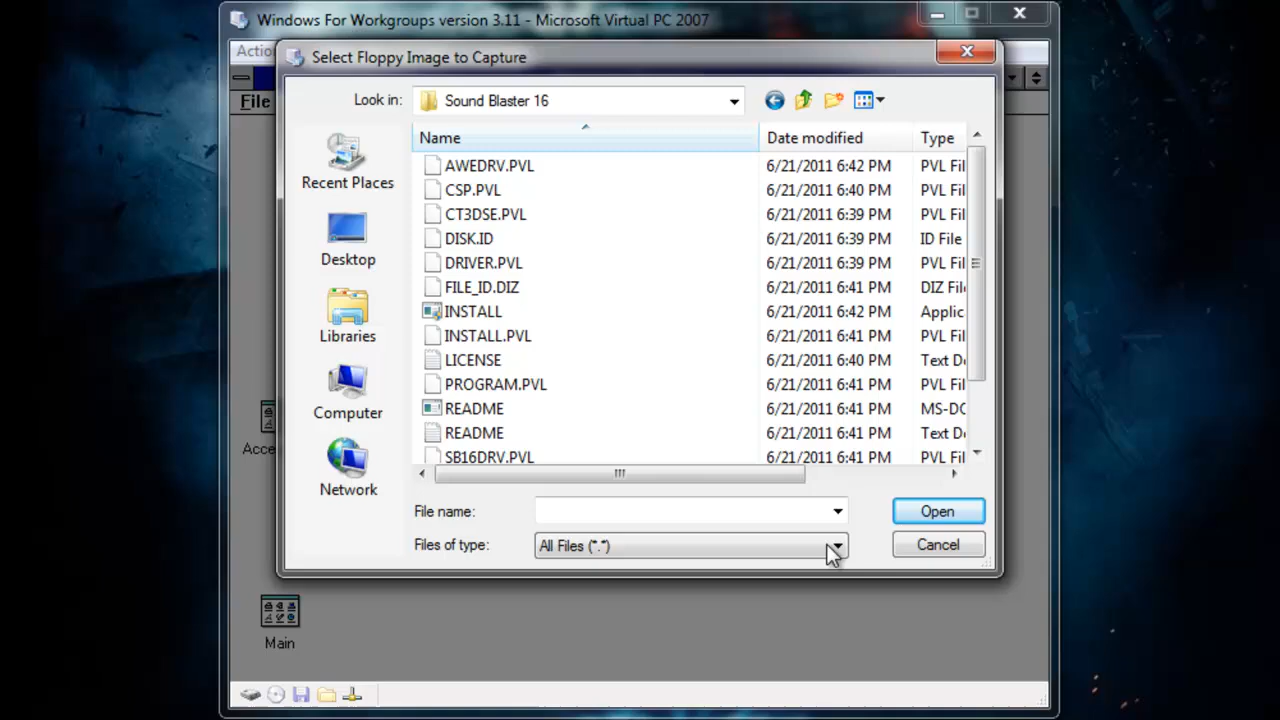 Windows For Workgroups version 3.11 - Microsoft Virtual PC 2007
Actio
Select Floppy Image to Capture
File
Look in:
Sound Blaster 16
Name
Date modified
Type
AWEDRV.PVL 6/21/2011 6:42 PM PVL Fil
CSP.PVL 6/21/2011 6:40 PM PVL Fil
CT3DSE.PVL 6/21/2011 6:39 PM PVL Fil
DISK.ID 6/21/2011 6:39 PM ID File
DRIVER.PVL 6/21/2011 6:39 PM PVL Fil
FILE_ID.DIZ 6/21/2011 6:41 PM DIZ Fil
INSTALL 6/21/2011 6:42 PM Applic
INSTALL.PVL 6/21/2011 6:41 PM PVL Fil
LICENSE 6/21/2011 6:40 PM Text D
PROGRAM.PVL 6/21/2011 6:41 PM PVL Fil
README 6/21/2011 6:41 PM MS-DO
README 6/21/2011 6:41 PM Text D
SB16DRV.PVL 6/21/2011 6:41 PM PVL Fil
Recent Places
Desktop
Libraries
Computer
Network
File name:
Open
Files of type:
All Files (*.*)
Cancel
Acce
Main